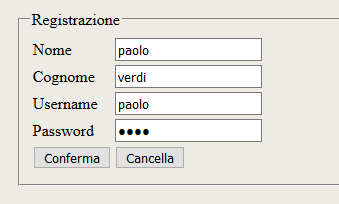 Registrazione
Nome paolo
Cognome verdi
Username paolo
Password ●●●●
Conferma Cancella